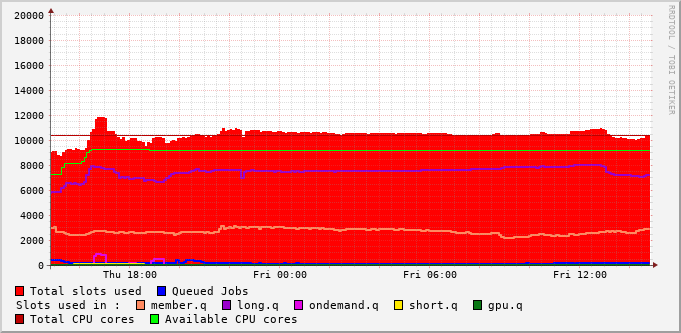 20000
18000
16000
14000
12000
10000
8000
6000
4000
2000
0
Thu 18:00 Fri 00:00 Fri 06:00 Fri 12:00
Total slots used Queued Jobs
Slots used in : member.q long.q ondemand.q short.q gpu.q
Total CPU cores Available CPU cores
RRDTOOL / TOBI OETIKER